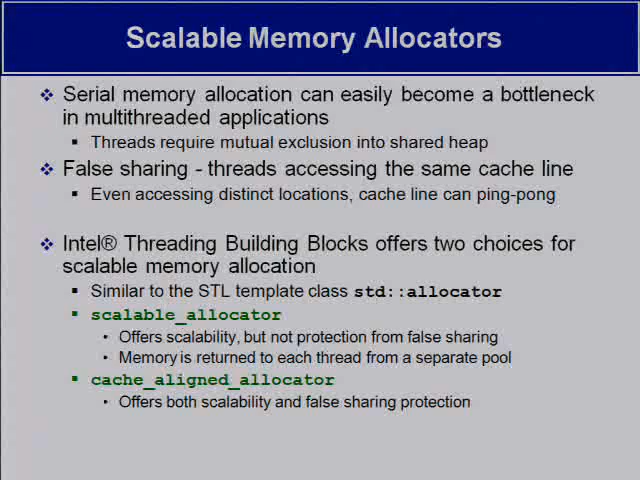 Scalable Memory Allocators
Serial memory allocation can easily become a bottleneck
in multithreaded applications
Threads require mutual exclusion into shared heap
False sharing - threads accessing the same cache line
Even accessing distinct locations, cache line can ping-pong
Intel® Threading Building Blocks offers two choices for
scalable memory allocation
Similar to the STL template class std::allocator
scalable_allocator
Offers scalability, but not protection from false sharing
Memory is returned to each thread from a separate pool
cache_aligned_allocator
Offers both scalability and false sharing protection